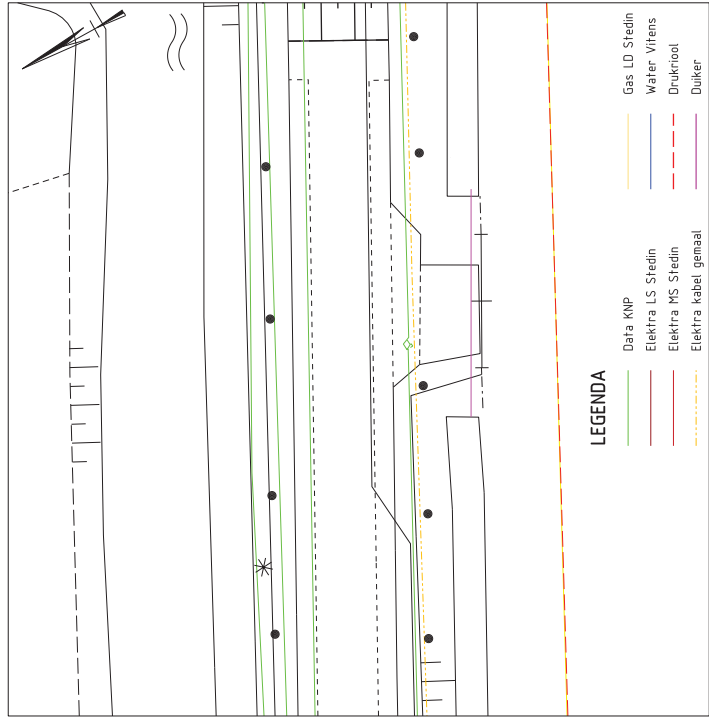 LEGENDA
Data KNP
Elektra LS Stedin
Elektra MS Stedin
Elektra kabel gemaal
Gas LD Stedin
Water Vitens
Drukriool
Duiker